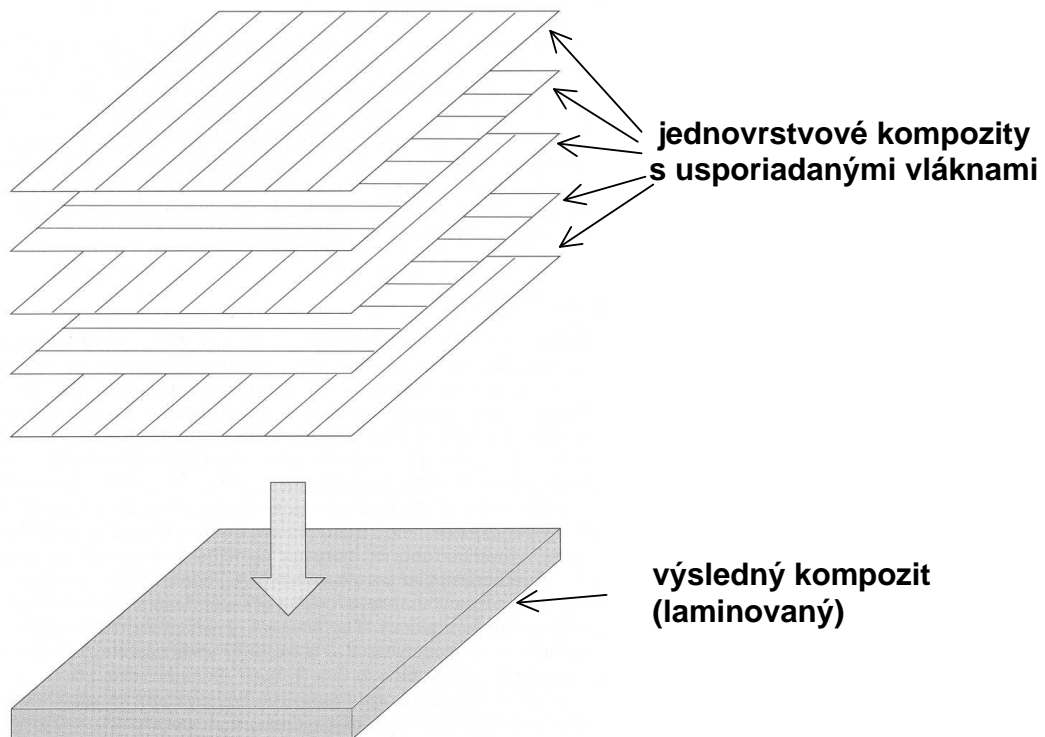 jednovrstvové kompozity
s usporiadanými vláknami
výsledný kompozit
(laminovaný)